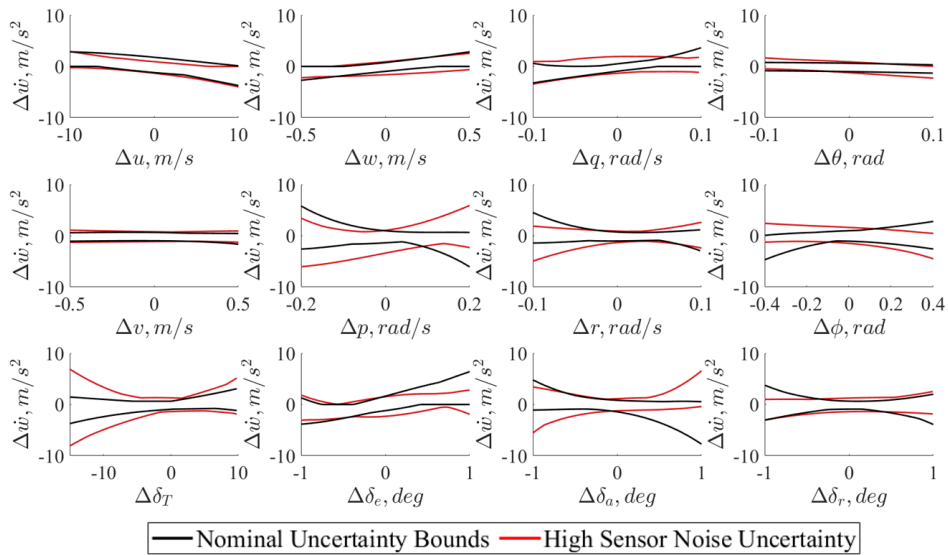 10 10 10 10
Δẇ, m/s² Δẇ, m/s² Δẇ, m/s² Δẇ, m/s²
0 0 0 0
-10 -10 -10 -10
-10 0 10 -0.5 0 0.5 -0.1 0 0.1 -0.1 0 0.1
Δu, m/s Δw, m/s Δq, rad/s Δθ, rad
10 10 10 10
Δẇ, m/s² Δẇ, m/s² Δẇ, m/s² Δẇ, m/s²
0 0 0 0
-10 -10 -10 -10
-0.5 0 0.5 -0.2 0 0.2 -0.1 0 0.1 -0.4 -0.2 0 0.2 0.4
Δv, m/s Δp, rad/s Δr, rad/s Δϕ, rad
10 10 10 10
Δẇ, m/s² Δẇ, m/s² Δẇ, m/s² Δẇ, m/s²
0 0 0 0
-10 -10 -10 -10
-10 0 10 -1 0 1 -1 0 1 -1 0 1
Δδ_T Δδ_e, deg Δδ_a, deg Δδ_r, deg
Nominal Uncertainty Bounds High Sensor Noise Uncertainty